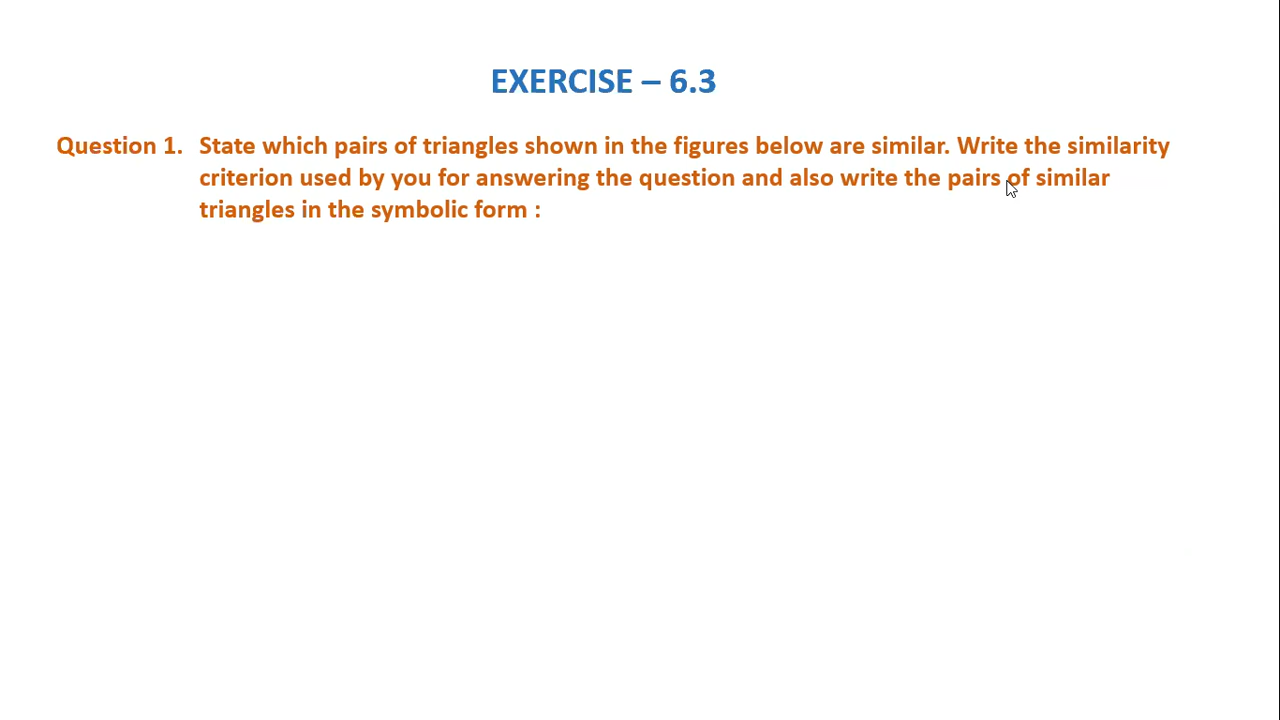 EXERCISE – 6.3
Question 1. State which pairs of triangles shown in the figures below are similar. Write the similarity
criterion used by you for answering the question and also write the pairs of similar
triangles in the symbolic form :